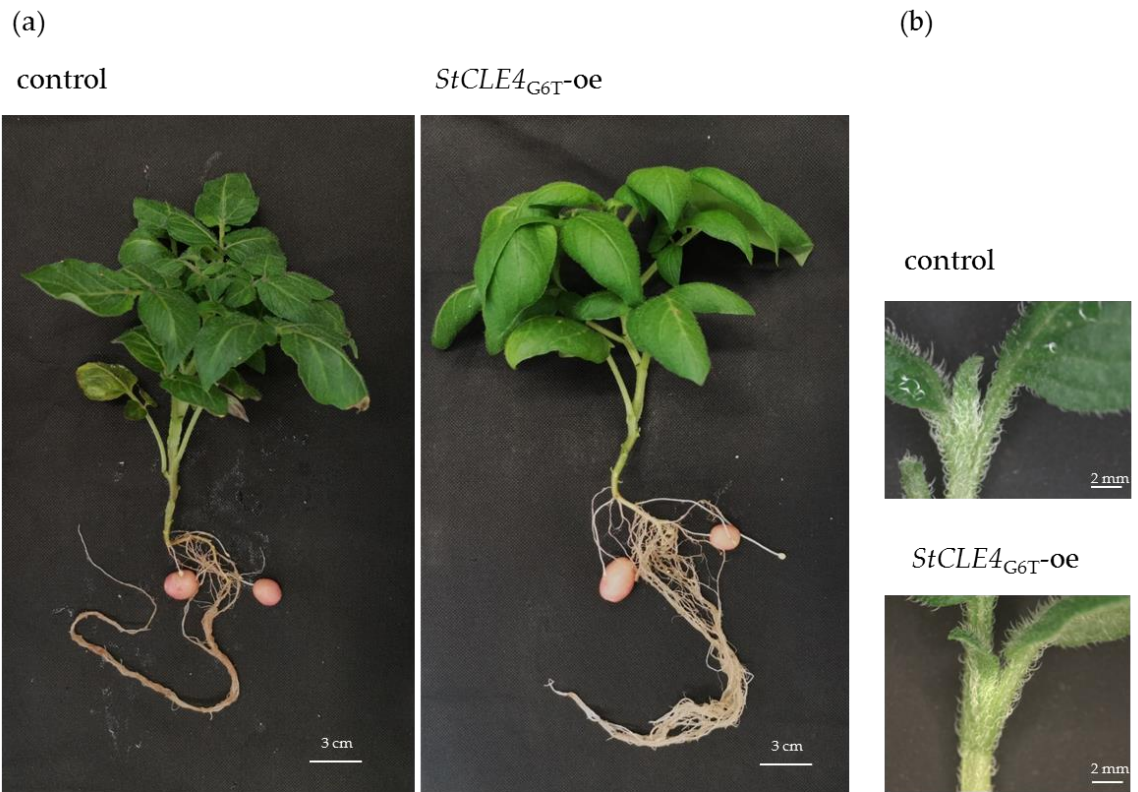 (a)
(b)
control
StCLE4G6T-oe
control
StCLE4G6T-oe
3 cm
3 cm
2 mm
2 mm